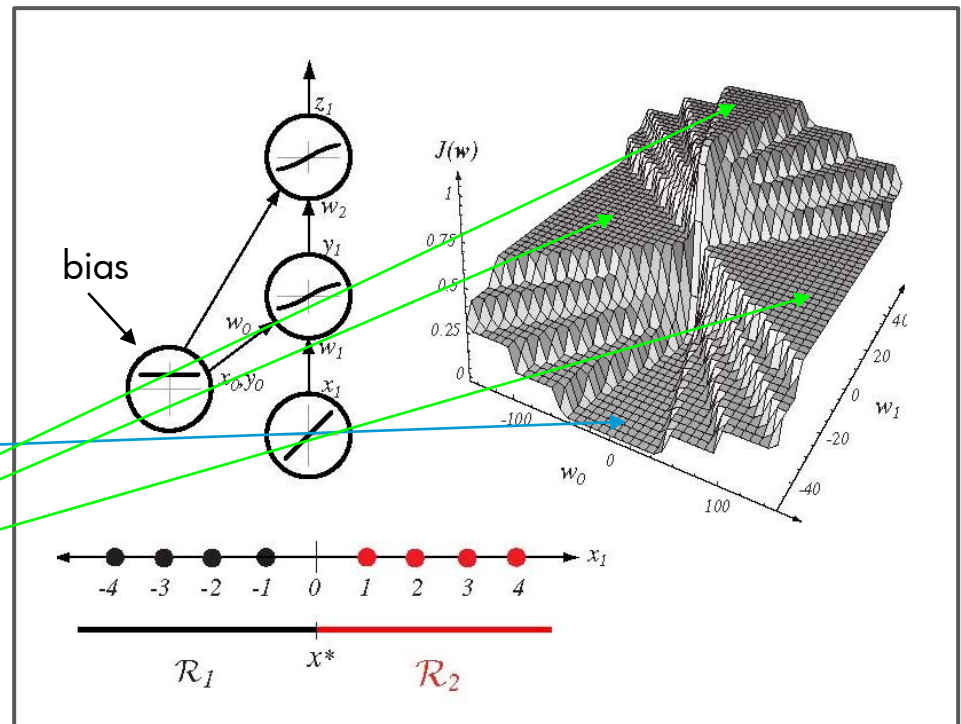 z₁
w₂
y₁
bias
w₀
w₁
x₀,y₀
x₁
J(w)
1
0.75
0.5
0.25
0
-100
0
100
w₀
40
20
0
-20
-40
w₁
-4 -3 -2 -1 0 1 2 3 4 x₁
R₁ x* R₂